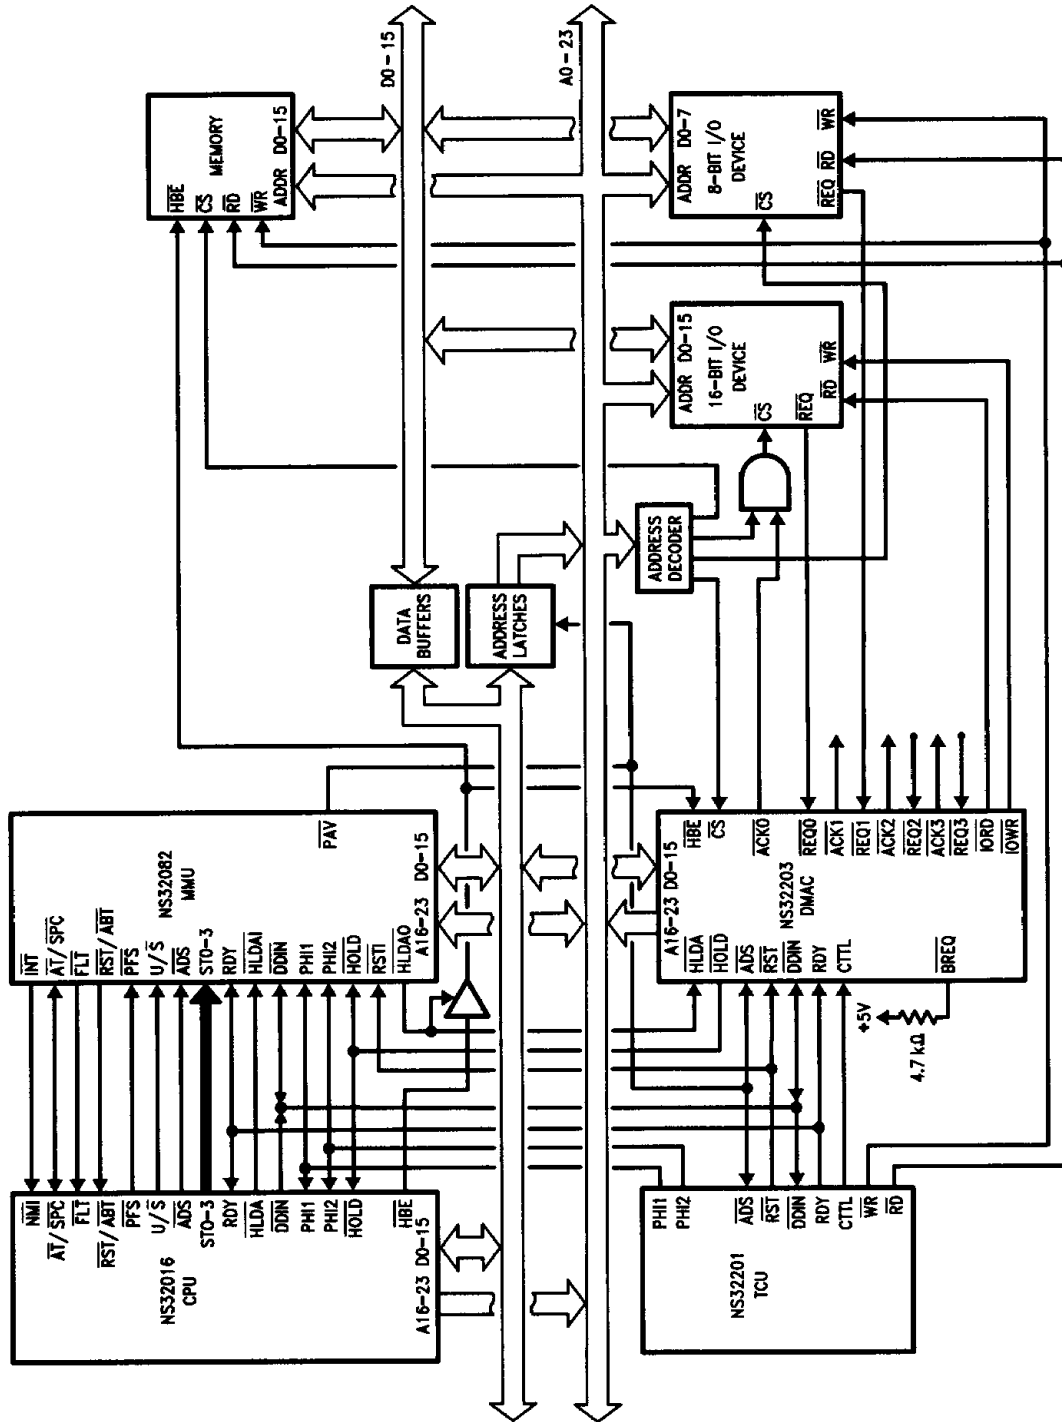 NS32016
CPU
NMI
AT/SPC
FLT
RST/ABT
PFS
U/S
ADS
ST0-3
RDY
HLDA
DDIN
PHI1
PHI2
HOLD
HBE
A16-23 D0-15
NS32082
MMU
INT
AT/SPC
FLT
RST/ABT
PFS
U/S
ADS
ST0-3
RDY
HLDAI
DDIN
PHI1
PHI2
HOLD
RSTI
HLDAO
A16-23 D0-15
PAV
MEMORY
HBE
CS
RD
WR
ADDR D0-15
DATA
BUFFERS
ADDRESS
LATCHES
D0-15
A0-23
ADDRESS
DECODER
NS32201
TCU
PHI1
PHI2
ADS
RST
DDIN
RDY
CTTL
WR
RD
A16-23 D0-15
NS32203
DMAC
HLDA
HOLD
ADS
RST
DDIN
RDY
CTTL
BREQ
+5V
4.7 kΩ
HBE
CS
ACK0
REQ0
ACK1
REQ1
ACK2
REQ2
ACK3
REQ3
IORD
IOWR
ADDR D0-15
16-BIT I/O
DEVICE
CS
REQ
RD
WR
ADDR D0-7
8-BIT I/O
DEVICE
CS
REQ
RD
WR